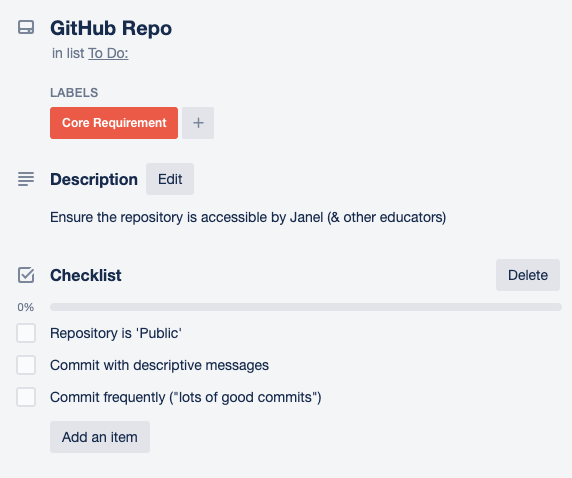 GitHub Repo
in list To Do:
LABELS
Core Requirement +
Description Edit
Ensure the repository is accessible by Janel (& other educators)
Checklist Delete
0%
Repository is 'Public'
Commit with descriptive messages
Commit frequently ("lots of good commits")
Add an item